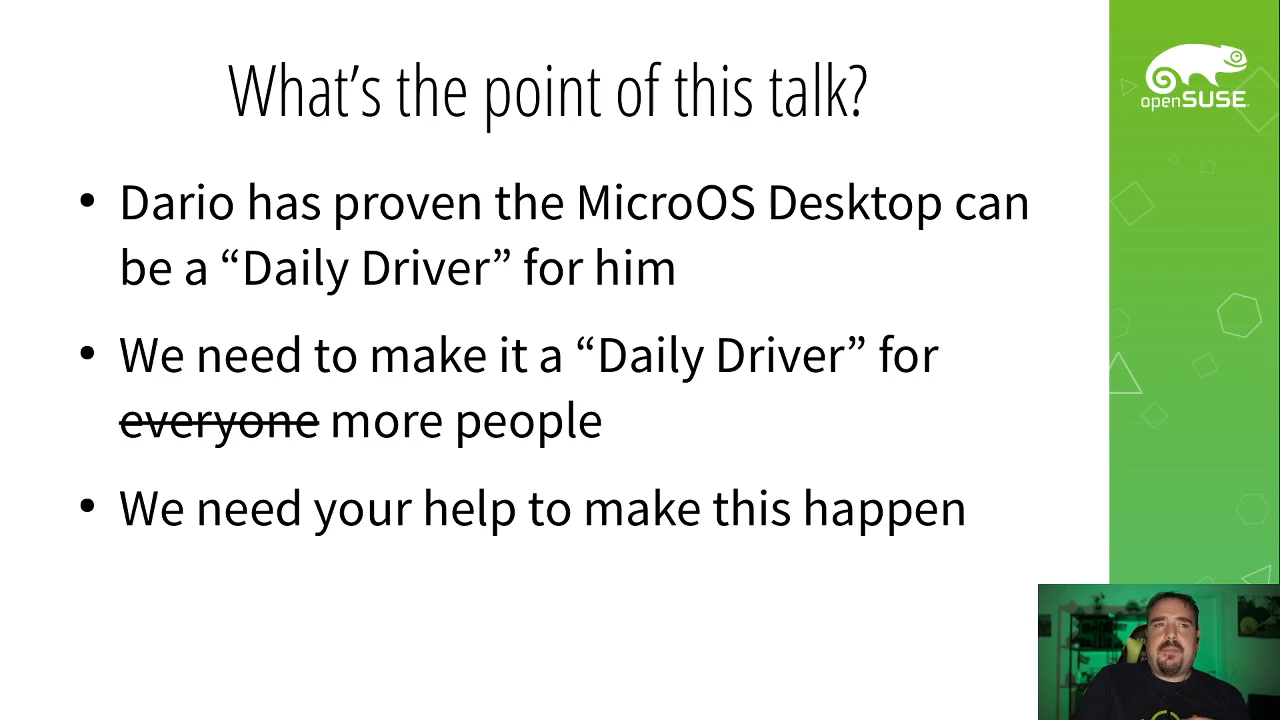 What’s the point of this talk?
openSUSE
• Dario has proven the MicroOS Desktop can
be a “Daily Driver” for him
• We need to make it a “Daily Driver” for
everyone more people
• We need your help to make this happen